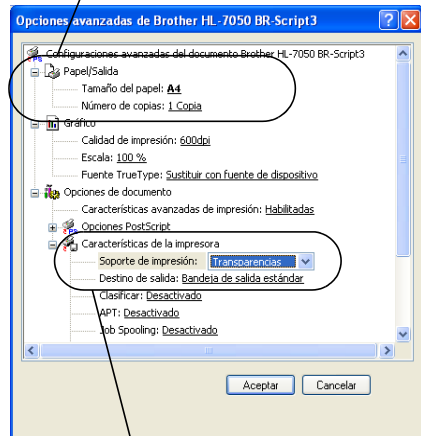 Opciones avanzadas de Brother HL-7050 BR-Script3
Configuraciones avanzadas del documento Brother HL-7050 BR-Script3
Papel/Salida
Tamaño del papel: A4
Número de copias: 1 Copia
Gráfico
Calidad de impresión: 600dpi
Escala: 100 %
Fuente TrueType: Sustituir con fuente de dispositivo
Opciones de documento
Características avanzadas de impresión: Habilitadas
Opciones PostScript
Características de la impresora
Soporte de impresión: Transparencias
Destino de salida: Bandeja de salida estándar
Clasificar: Desactivado
APT: Desactivado
Job Spooling: Desactivado
Aceptar Cancelar